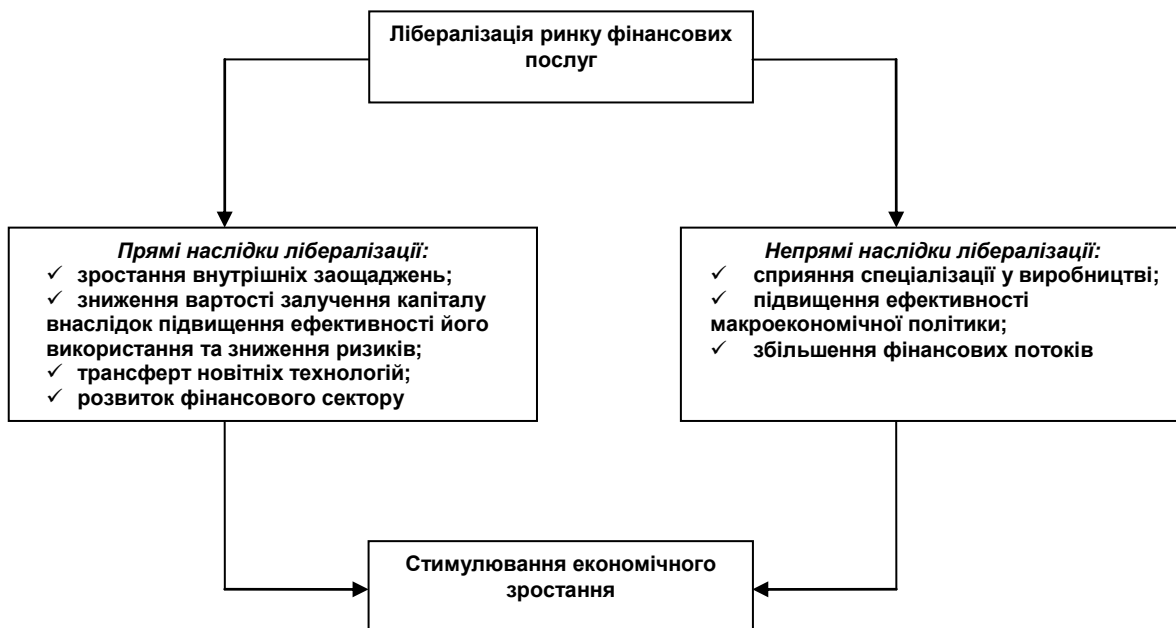 Лібералізація ринку фінансових
послуг
Прямі наслідки лібералізації:
✓ зростання внутрішніх заощаджень;
✓ зниження вартості залучення капіталу
внаслідок підвищення ефективності його
використання та зниження ризиків;
✓ трансферт новітніх технологій;
✓ розвиток фінансового сектору
Непрямі наслідки лібералізації:
✓ сприяння спеціалізації у виробництві;
✓ підвищення ефективності
макроекономічної політики;
✓ збільшення фінансових потоків
Стимулювання економічного
зростання